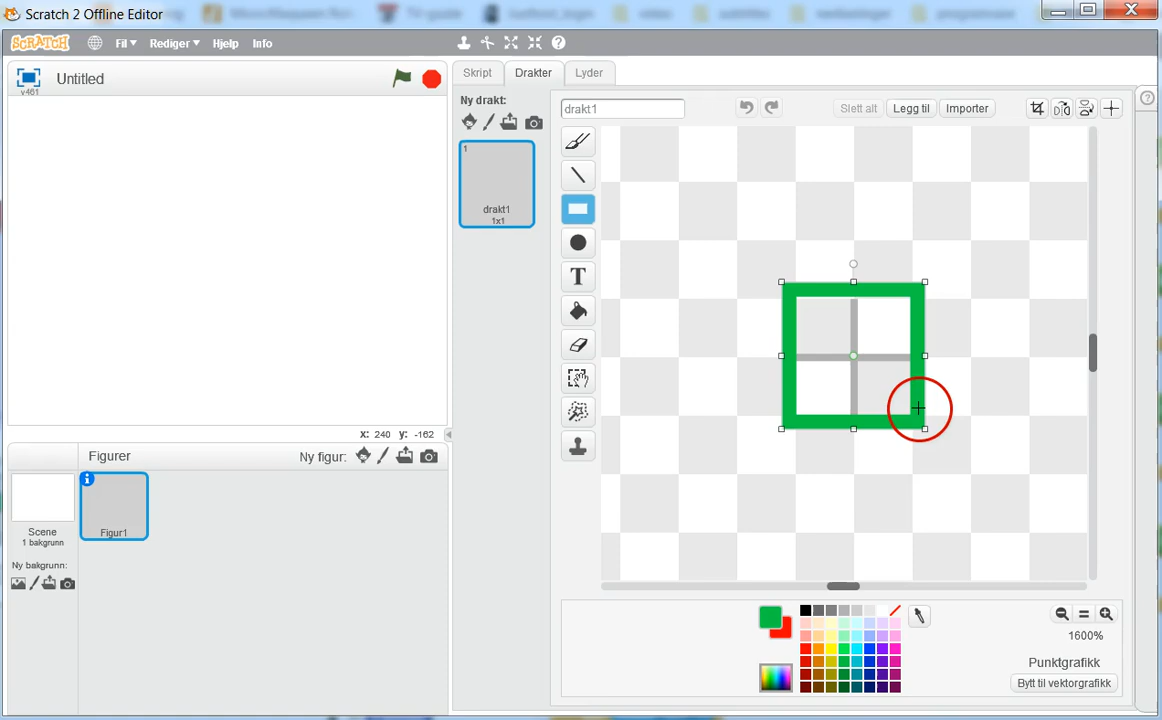 Scratch 2 Offline Editor
SCRATCH Fil Rediger Hjelp Info
v461 Untitled
Skript Drakter Lyder
Ny drakt:
drakt1 Slett alt Legg til Importer
1
drakt1
1x1
T
x: 240 y: -162
Figurer Ny figur:
Scene
1 bakgrunn
Figur1
Ny bakgrunn:
1600%
Punktgrafikk
Bytt til vektorgrafikk